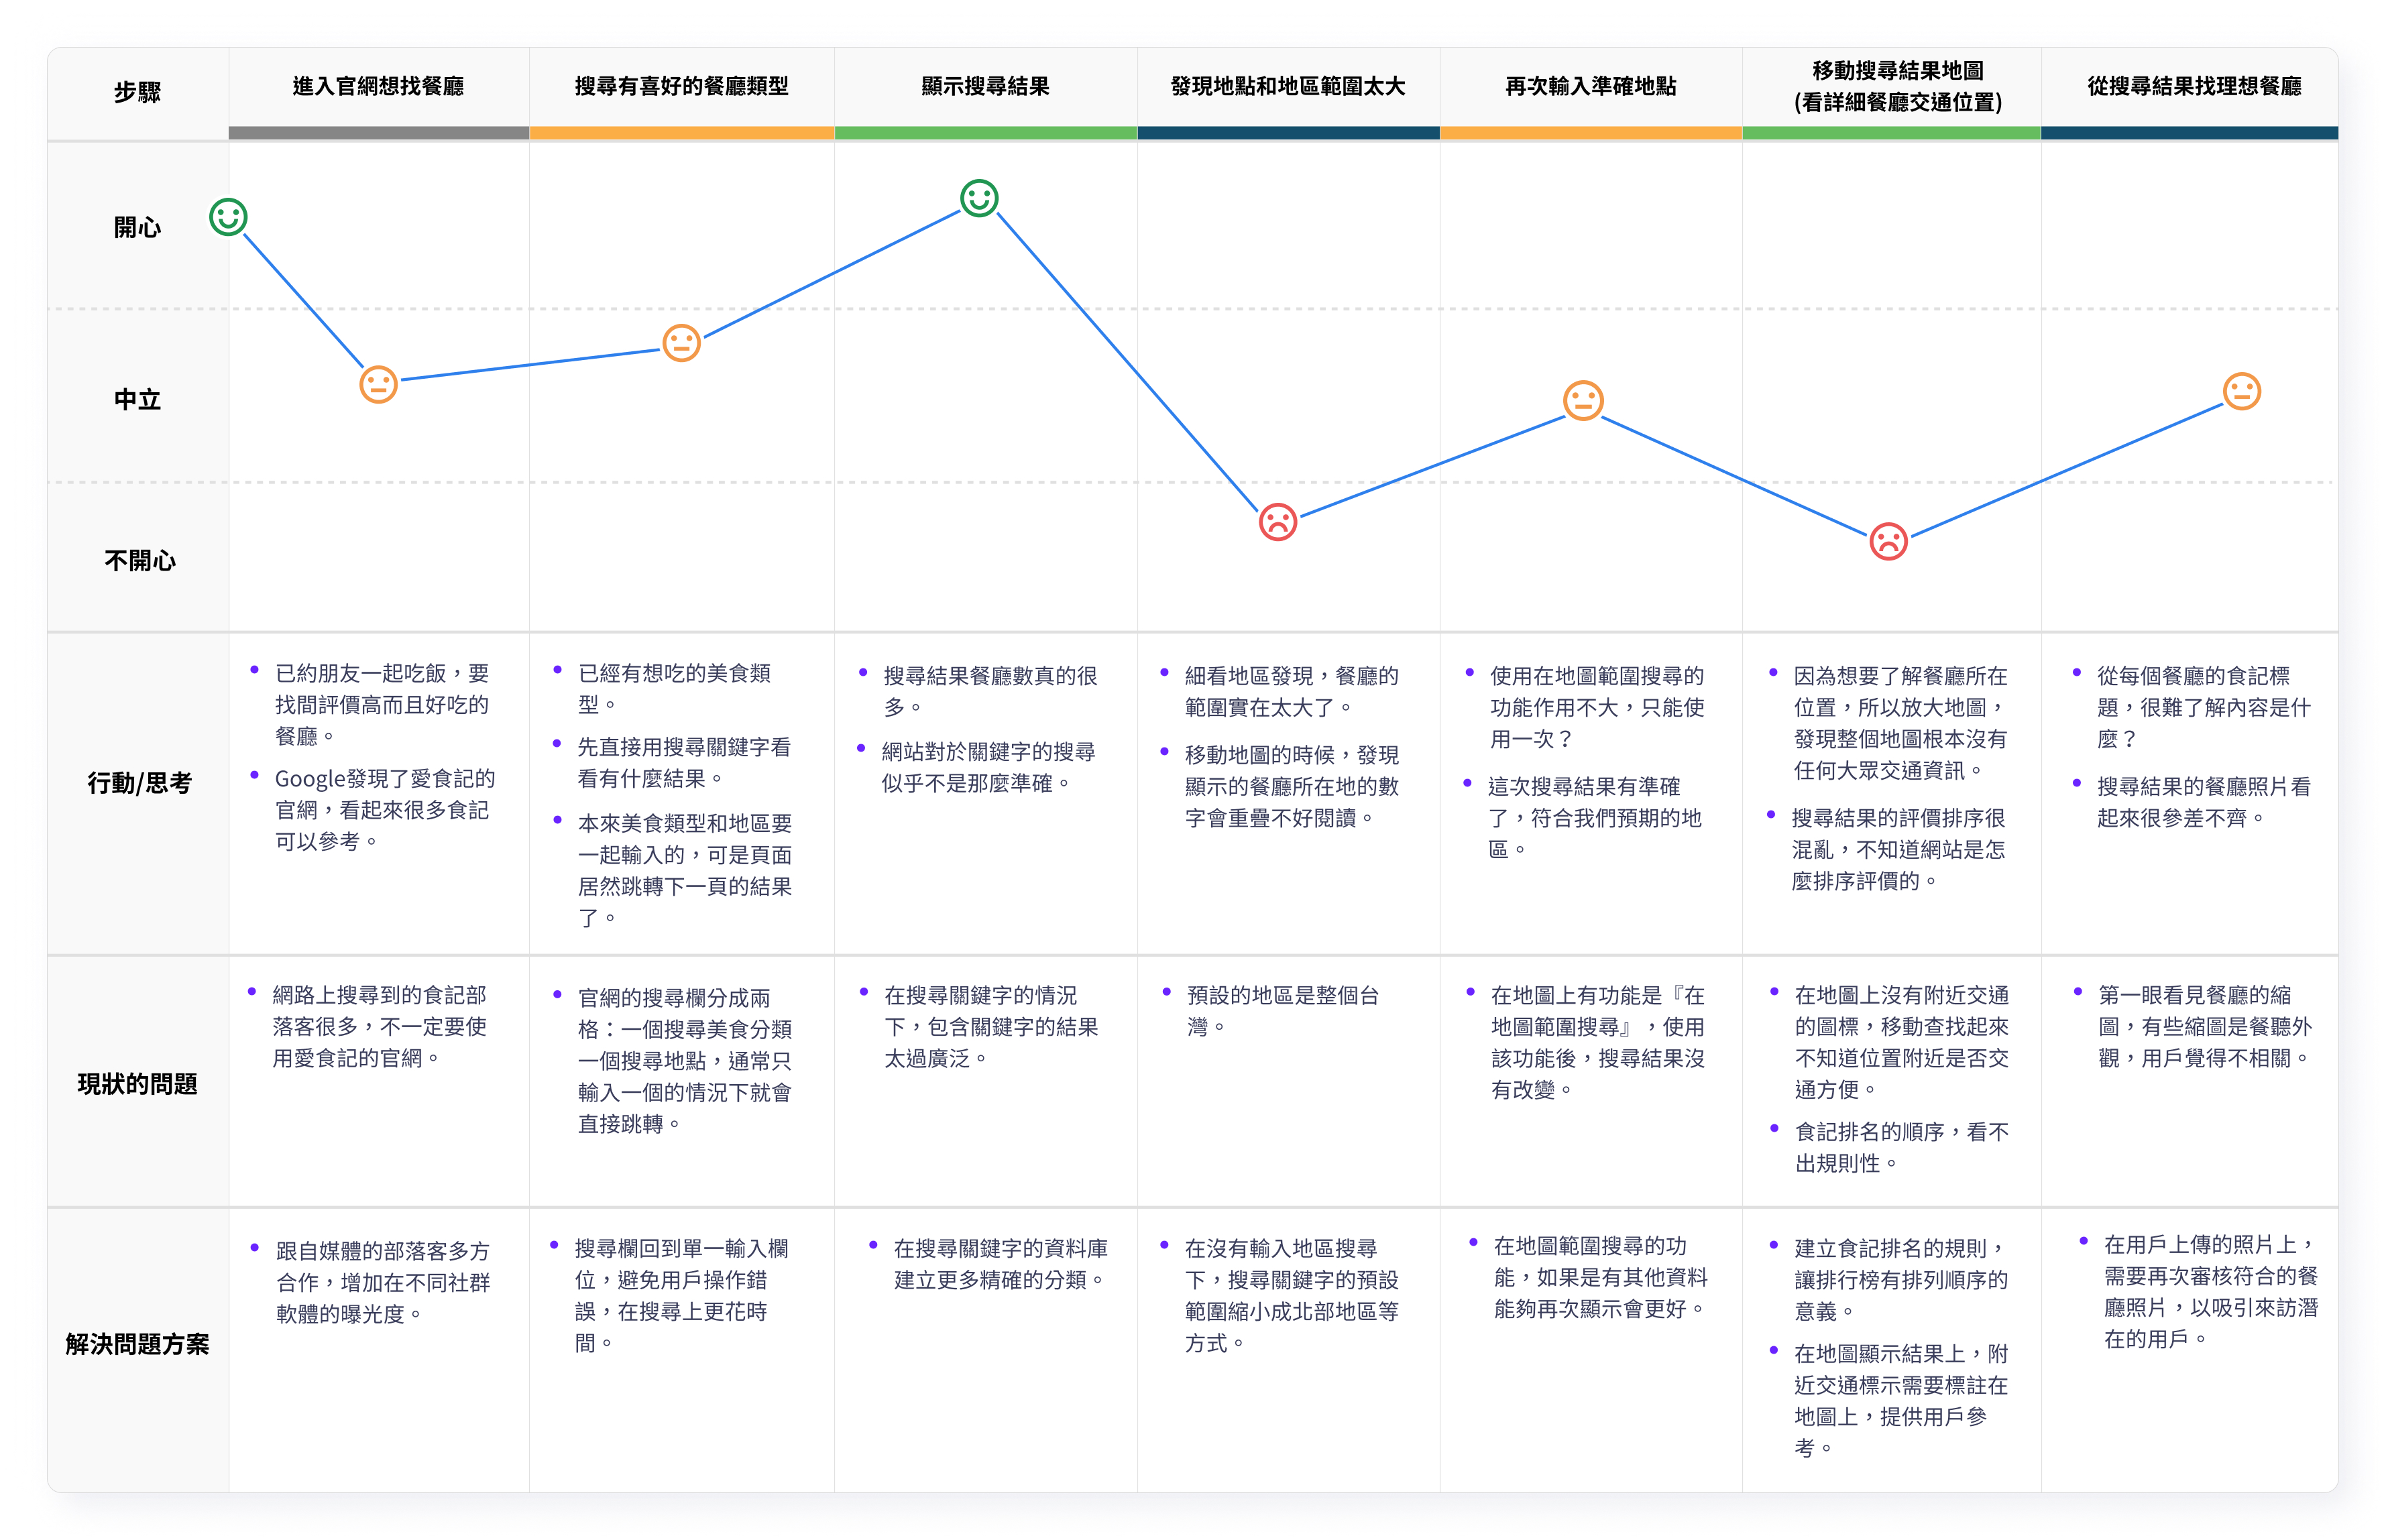 步驟
進入官網想找餐廳
搜尋有喜好的餐廳類型
顯示搜尋結果
發現地點和地區範圍太大
再次輸入準確地點
移動搜尋結果地圖
(看詳細餐廳交通位置)
從搜尋結果找理想餐廳
開心
中立
不開心
行動/思考
已約朋友一起吃飯，要
找間評價高而且好吃的
餐廳。
Google發現了愛食記的
官網，看起來很多食記
可以參考。
已經有想吃的美食類
型。
先直接用搜尋關鍵字看
看有什麼結果。
本來美食類型和地區要
一起輸入的，可是頁面
居然跳轉下一頁的結果
了。
搜尋結果餐廳數真的很
多。
網站對於關鍵字的搜尋
似乎不是那麼準確。
細看地區發現，餐廳的
範圍實在太大了。
移動地圖的時候，發現
顯示的餐廳所在地的數
字會重疊不好閱讀。
使用在地圖範圍搜尋的
功能作用不大，只能使
用一次？
這次搜尋結果有準確
了，符合我們預期的地
區。
因為想要了解餐廳所在
位置，所以放大地圖，
發現整個地圖根本沒有
任何大眾交通資訊。
搜尋結果的評價排序很
混亂，不知道網站是怎
麼排序評價的。
從每個餐廳的食記標
題，很難了解內容是什
麼？
搜尋結果的餐廳照片看
起來很參差不齊。
現狀的問題
網路上搜尋到的食記部
落客很多，不一定要使
用愛食記的官網。
官網的搜尋欄分成兩
格：一個搜尋美食分類
一個搜尋地點，通常只
輸入一個的情況下就會
直接跳轉。
在搜尋關鍵字的情況
下，包含關鍵字的結果
太過廣泛。
預設的地區是整個台
灣。
在地圖上有功能是『在
地圖範圍搜尋』，使用
該功能後，搜尋結果沒
有改變。
在地圖上沒有附近交通
的圖標，移動查找起來
不知道位置附近是否交
通方便。
食記排名的順序，看不
出規則性。
第一眼看見餐廳的縮
圖，有些縮圖是餐聽外
觀，用戶覺得不相關。
解決問題方案
跟自媒體的部落客多方
合作，增加在不同社群
軟體的曝光度。
搜尋欄回到單一輸入欄
位，避免用戶操作錯
誤，在搜尋上更花時
間。
在搜尋關鍵字的資料庫
建立更多精確的分類。
在沒有輸入地區搜尋
下，搜尋關鍵字的預設
範圍縮小成北部地區等
方式。
在地圖範圍搜尋的功
能，如果是有其他資料
能夠再次顯示會更好。
建立食記排名的規則，
讓排行榜有排列順序的
意義。
在地圖顯示結果上，附
近交通標示需要標註在
地圖上，提供用戶參
考。
在用戶上傳的照片上，
需要再次審核符合的餐
廳照片，以吸引來訪潛
在的用戶。